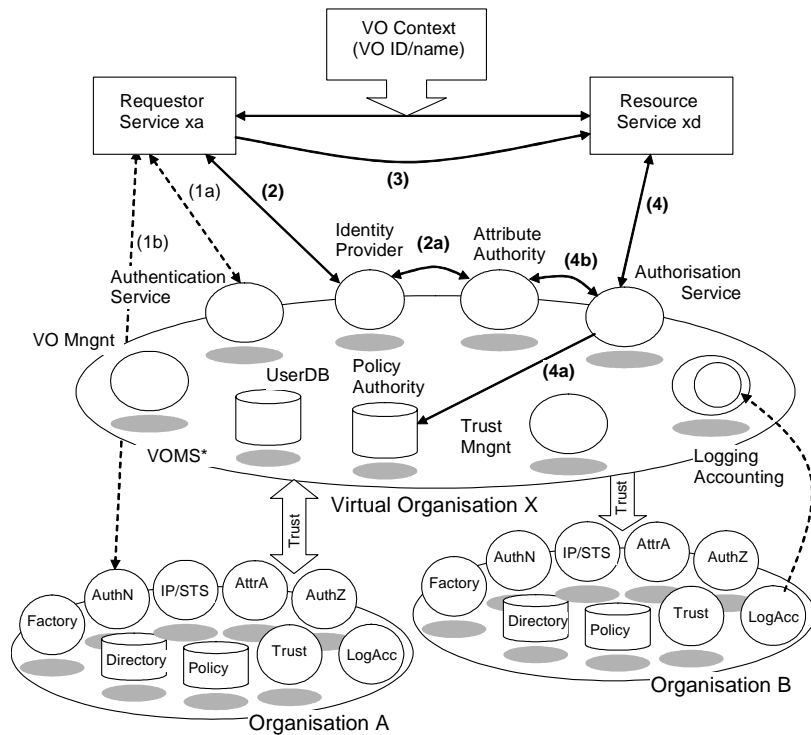 VO Context
(VO ID/name)
Requestor
Service xa
Resource
Service xd
(3)
(1a)
(2)
(4)
(1b)
Identity
Provider
(2a)
Attribute
Authority
(4b)
Authentication
Service
Authorisation
Service
VO Mngnt
UserDB
Policy
Authority
(4a)
Trust
Mngnt
VOMS*
Logging
Accounting
Virtual Organisation X
Trust
Trust
AuthN
IP/STS
AttrA
AuthZ
Factory
Directory
Policy
Trust
LogAcc
Organisation A
AuthN
IP/STS
AttrA
AuthZ
Factory
Directory
Policy
Trust
LogAcc
Organisation B